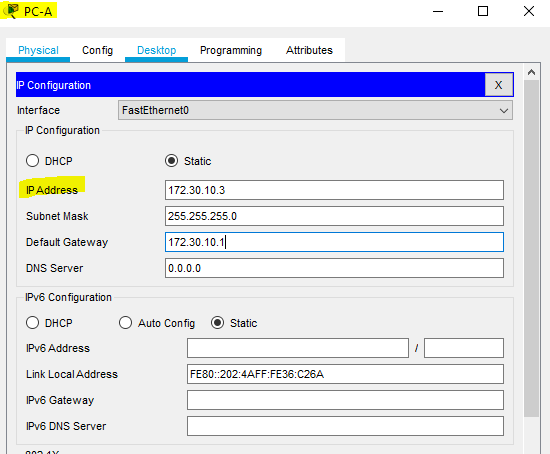 PC-A
Physical Config Desktop Programming Attributes
IP Configuration X
Interface FastEthernet0
IP Configuration
DHCP Static
IP Address 172.30.10.3
Subnet Mask 255.255.255.0
Default Gateway 172.30.10.1
DNS Server 0.0.0.0
IPv6 Configuration
DHCP Auto Config Static
IPv6 Address /
Link Local Address FE80::202:4AFF:FE36:C26A
IPv6 Gateway
IPv6 DNS Server
802.1X